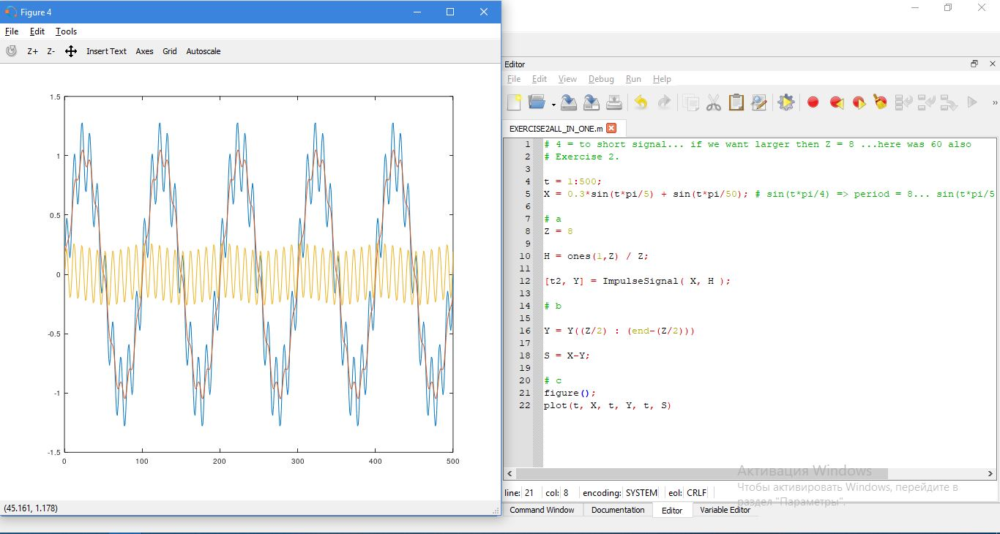 Figure 4
File Edit Tools
Z+ Z- Insert Text Axes Grid Autoscale
1.5
1
0.5
0
-0.5
-1
-1.5
0 100 200 300 400 500
(45.161, 1.178)
Editor
File Edit View Debug Run Help
»
EXERCISE2ALL_IN_ONE.m
1 # 4 = to short signal... if we want larger then Z = 8 ...here was 60 also
2 # Exercise 2.
3
4 t = 1:500;
5 X = 0.3*sin(t*pi/5) + sin(t*pi/50); # sin(t*pi/4) => period = 8... sin(t*pi/5
6
7 # a
8 Z = 8
9
10 H = ones(1,Z) / Z;
11
12 [t2, Y] = ImpulseSignal( X, H );
13
14 # b
15
16 Y = Y((Z/2) : (end-(Z/2)))
17
18 S = X-Y;
19
20 # c
21 figure();
22 plot(t, X, t, Y, t, S)
Активация Windows
Чтобы активировать Windows, перейдите в
раздел "Параметры".
line: 21 col: 8 encoding: SYSTEM eol: CRLF
Command Window Documentation Editor Variable Editor